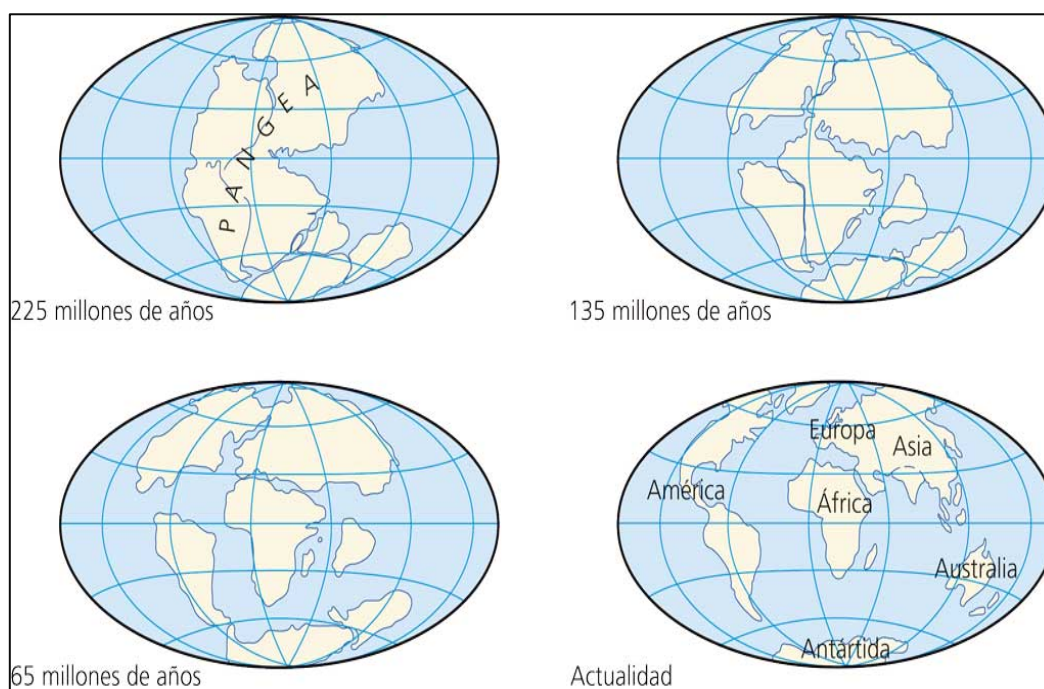 PANGEA
225 millones de años
135 millones de años
65 millones de años
Europa
Asia
América
África
Australia
Antártida
Actualidad